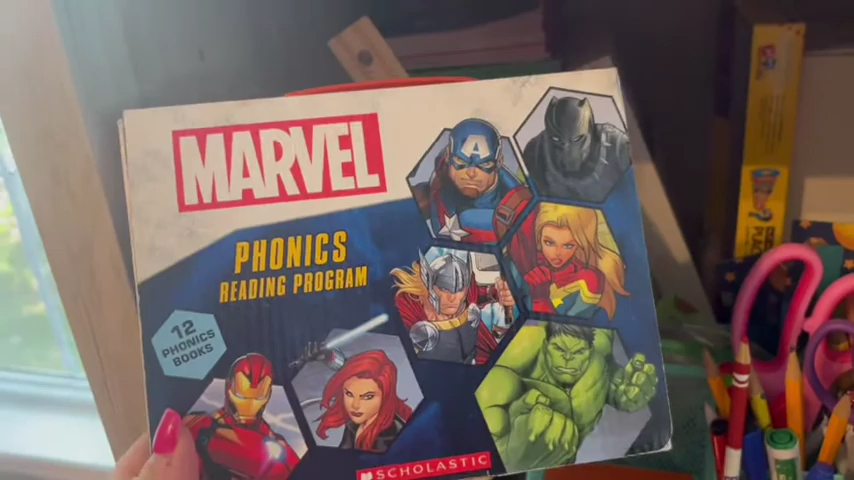 MARVEL
PHONICS
READING PROGRAM
12
PHONICS
BOOKS
SCHOLASTIC